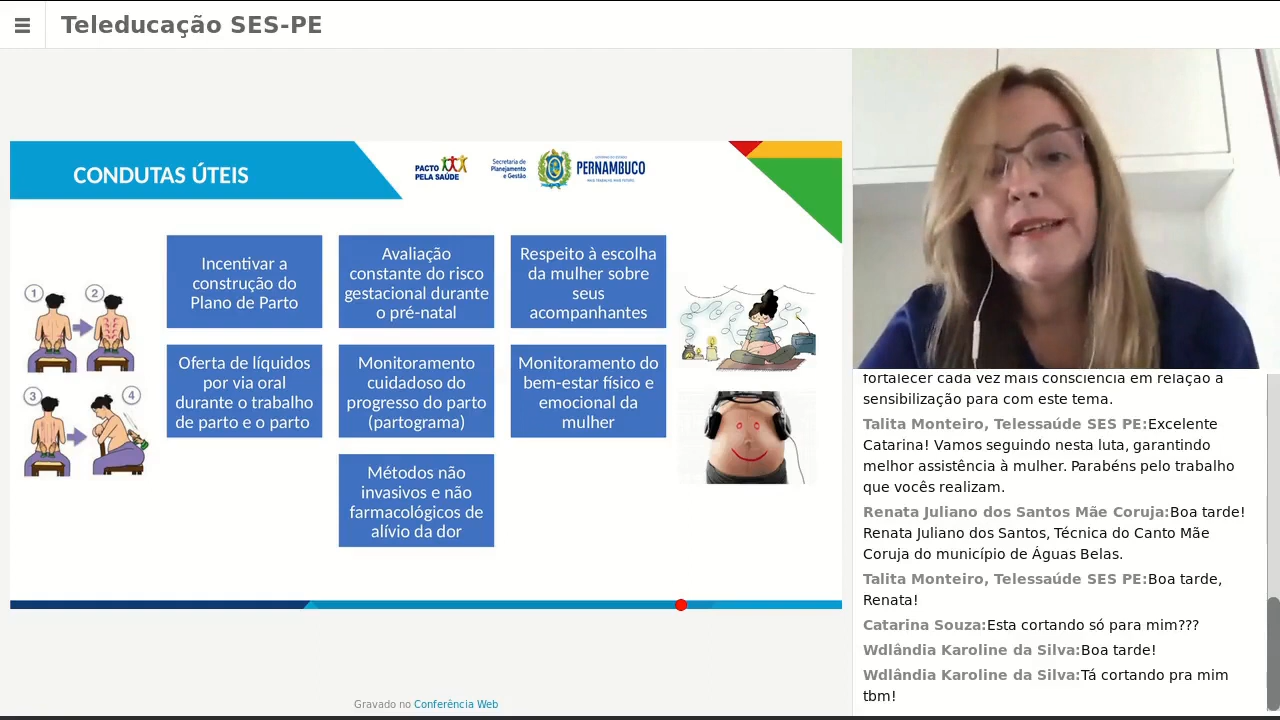 Teleducação SES-PE
CONDUTAS ÚTEIS
PACTO
PELA SAÚDE
Secretaria de
Planejamento
e Gestão
PERNAMBUCO
Incentivar a
construção do
Plano de Parto
Avaliação
constante do risco
gestacional durante
o pré-natal
Respeito à escolha
da mulher sobre
seus
acompanhantes
1
2
3
4
Oferta de líquidos
por via oral
durante o trabalho
de parto e o parto
Monitoramento
cuidadoso do
progresso do parto
(partograma)
Monitoramento do
bem-estar físico e
emocional da
mulher
Métodos não
invasivos e não
farmacológicos de
alívio da dor
Gravado no Conferência Web
fortalecer cada vez mais consciência em relação a
sensibilização para com este tema.
Talita Monteiro, Telessaúde SES PE:Excelente
Catarina! Vamos seguindo nesta luta, garantindo
melhor assistência à mulher. Parabéns pelo trabalho
que vocês realizam.
Renata Juliano dos Santos Mãe Coruja:Boa tarde!
Renata Juliano dos Santos, Técnica do Canto Mãe
Coruja do município de Águas Belas.
Talita Monteiro, Telessaúde SES PE:Boa tarde,
Renata!
Catarina Souza:Esta cortando só para mim???
Wdlândia Karoline da Silva:Boa tarde!
Wdlândia Karoline da Silva:Tá cortando pra mim
tbm!